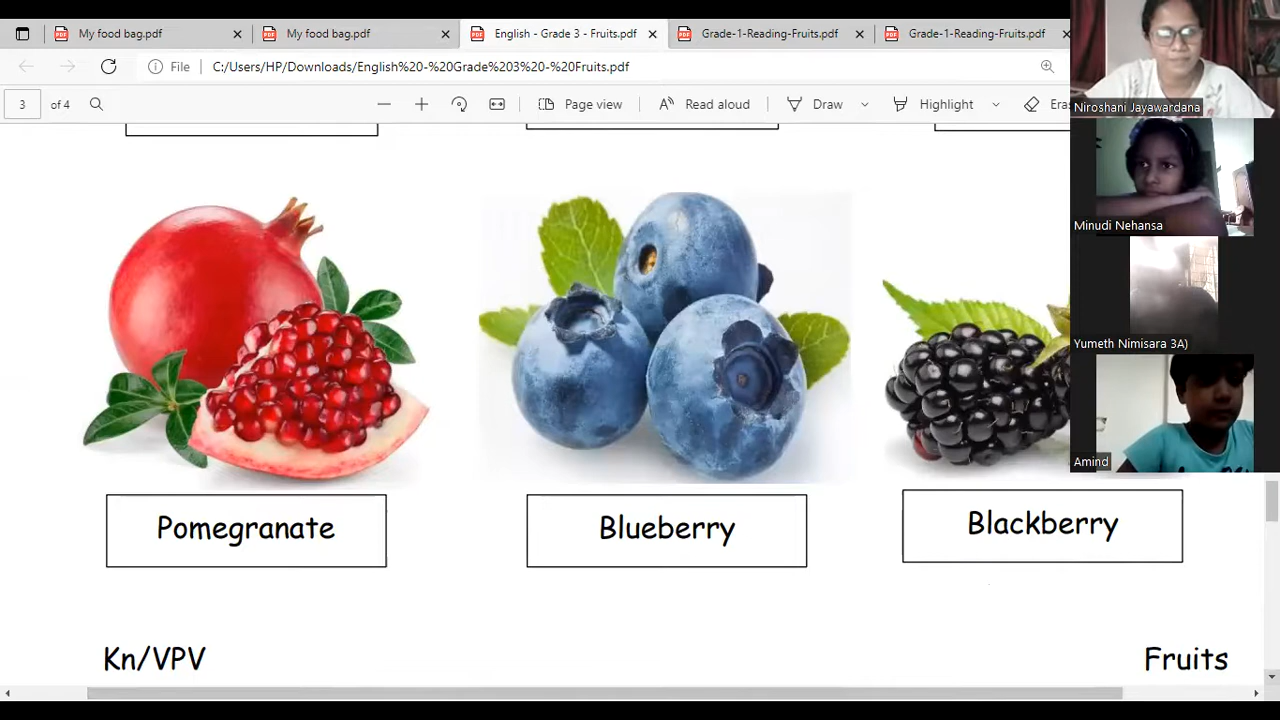 My food bag.pdf
My food bag.pdf
English - Grade 3 - Fruits.pdf
Grade-1-Reading-Fruits.pdf
Grade-1-Reading-Fruits.pdf
File C:/Users/HP/Downloads/English%20-%20Grade%203%20-%20Fruits.pdf
3 of 4
Page view
Read aloud
Draw
Highlight
Niroshani Jayawardana
Minudi Nehansa
Yumeth Nimisara 3A)
Amind
Pomegranate
Blueberry
Blackberry
Kn/VPV
Fruits